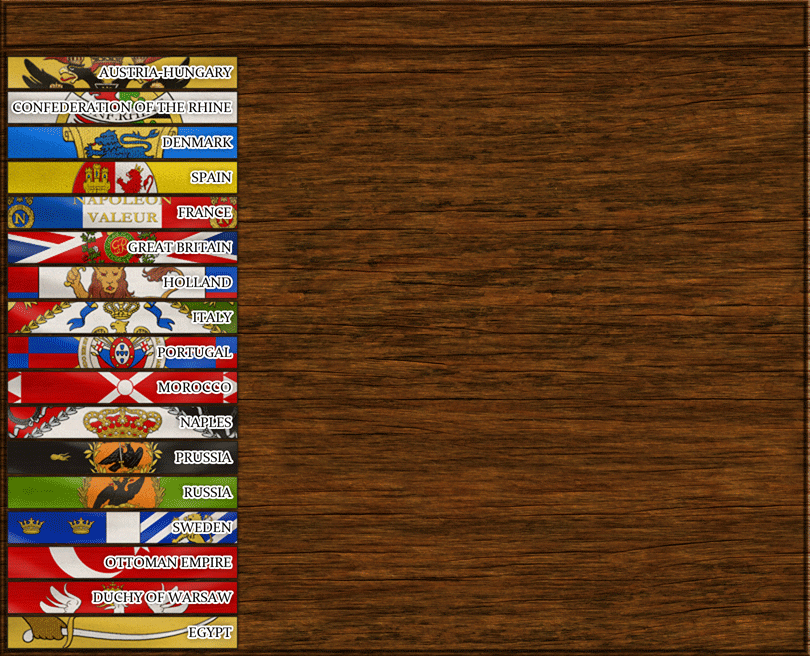 AUSTRIA-HUNGARY
CONFEDERATION OF THE RHINE
DENMARK
SPAIN
NAPOLEON
VALEUR
N
FRANCE
GREAT BRITAIN
HOLLAND
ITALY
PORTUGAL
MOROCCO
NAPLES
PRUSSIA
RUSSIA
SWEDEN
OTTOMAN EMPIRE
DUCHY OF WARSAW
EGYPT